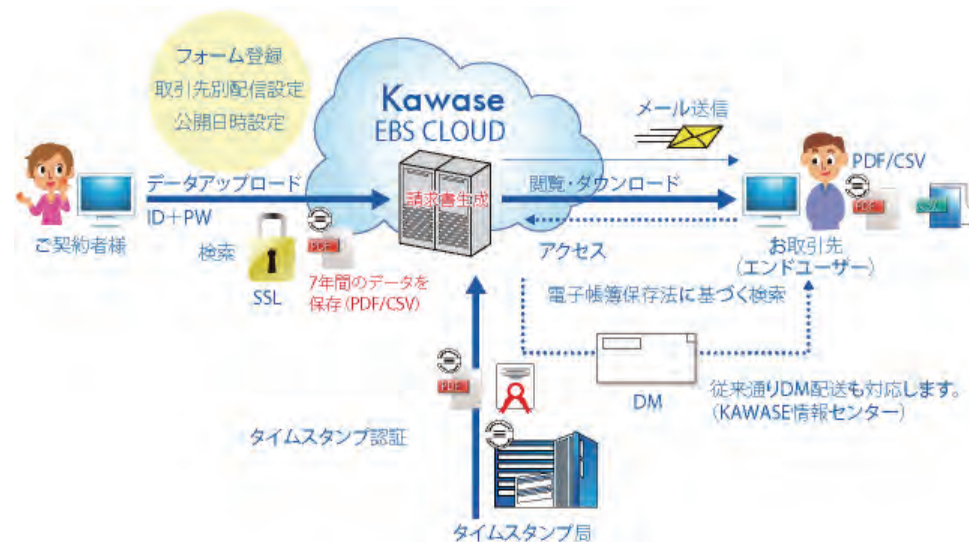 フォーム登録
取引先別配信設定
公開日時設定
Kawase
EBS CLOUD
メール送信
PDF/CSV
データアップロード
請求書生成
閲覧・ダウンロード
ID+PW
検索
PDF
アクセス
PDF
CSV
ご契約者様
お取引先
(エンドユーザー)
SSL
7年間のデータを
保存(PDF/CSV)
電子帳簿保存法に基づく検索
PDF
DM
従来通りDM配送も対応します。
(KAWASE情報センター)
タイムスタンプ認証
タイムスタンプ局